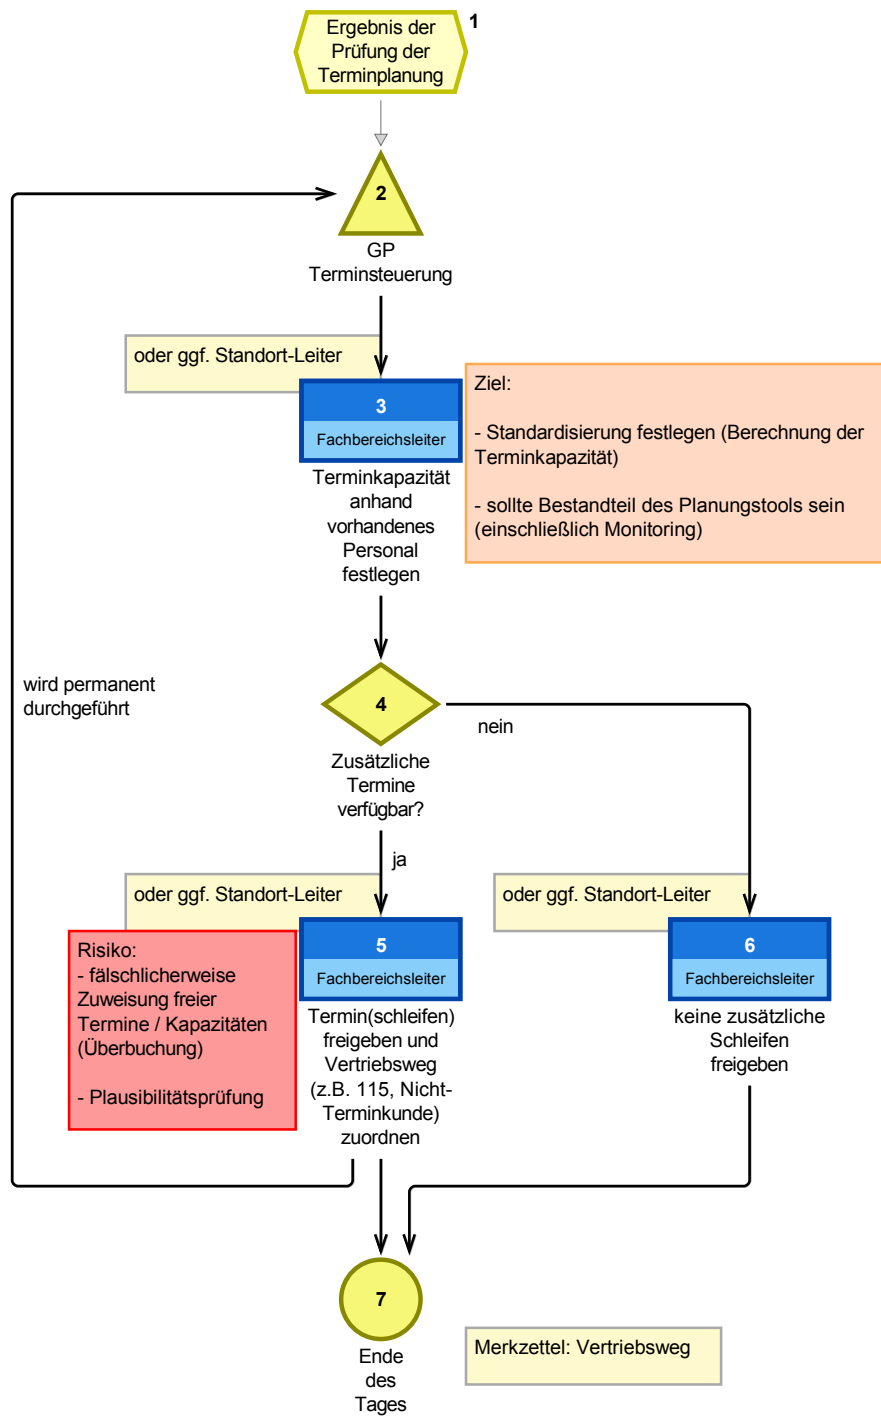 Ergebnis der
Prüfung der
Terminplanung
1
2
GP
Terminsteuerung
oder ggf. Standort-Leiter
3
Fachbereichsleiter
Terminkapazität
anhand
vorhandenes
Personal
festlegen
Ziel:
- Standardisierung festlegen (Berechnung der
Terminkapazität)
- sollte Bestandteil des Planungstools sein
(einschließlich Monitoring)
wird permanent
durchgeführt
4
nein
Zusätzliche
Termine
verfügbar?
ja
oder ggf. Standort-Leiter
5
Fachbereichsleiter
Risiko:
- fälschlicherweise
Zuweisung freier
Termine / Kapazitäten
(Überbuchung)
- Plausibilitätsprüfung
Termin(schleifen)
freigeben und
Vertriebsweg
(z.B. 115, Nicht-
Terminkunde)
zuordnen
oder ggf. Standort-Leiter
6
Fachbereichsleiter
keine zusätzliche
Schleifen
freigeben
7
Ende
des
Tages
Merkzettel: Vertriebsweg